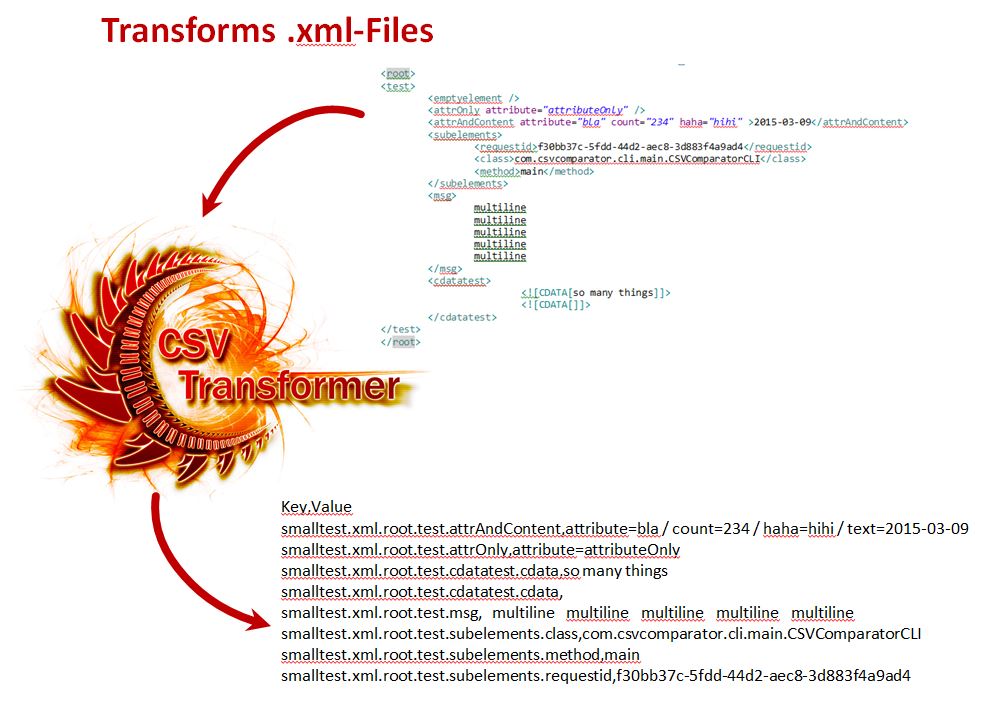 Transforms .xml-Files
<root>
<test>
<emptyelement />
<attrOnly attribute="attributeOnly" />
<attrAndContent attribute="bla" count="234" haha="hihi" >2015-03-09</attrAndContent>
<subelements>
<requestid>f30bb37c-5fdd-44d2-aec8-3d883f4a9ad4</requestid>
<class>com.csvcomparator.cli.main.CSVComparatorCLI</class>
<method>main</method>
</subelements>
<msg>
multiline
multiline
multiline
multiline
multiline
</msg>
<cdatatest>
<![CDATA[so many things]]>
<![CDATA[]]>
</cdatatest>
</test>
</root>
CSV
Transformer
Key,Value
smalltest.xml.root.test.attrAndContent,attribute=bla / count=234 / haha=hihi / text=2015-03-09
smalltest.xml.root.test.attrOnly,attribute=attributeOnly
smalltest.xml.root.test.cdatatest.cdata,so many things
smalltest.xml.root.test.cdatatest.cdata,
smalltest.xml.root.test.msg, multiline multiline multiline multiline multiline
smalltest.xml.root.test.subelements.class,com.csvcomparator.cli.main.CSVComparatorCLI
smalltest.xml.root.test.subelements.method,main
smalltest.xml.root.test.subelements.requestid,f30bb37c-5fdd-44d2-aec8-3d883f4a9ad4